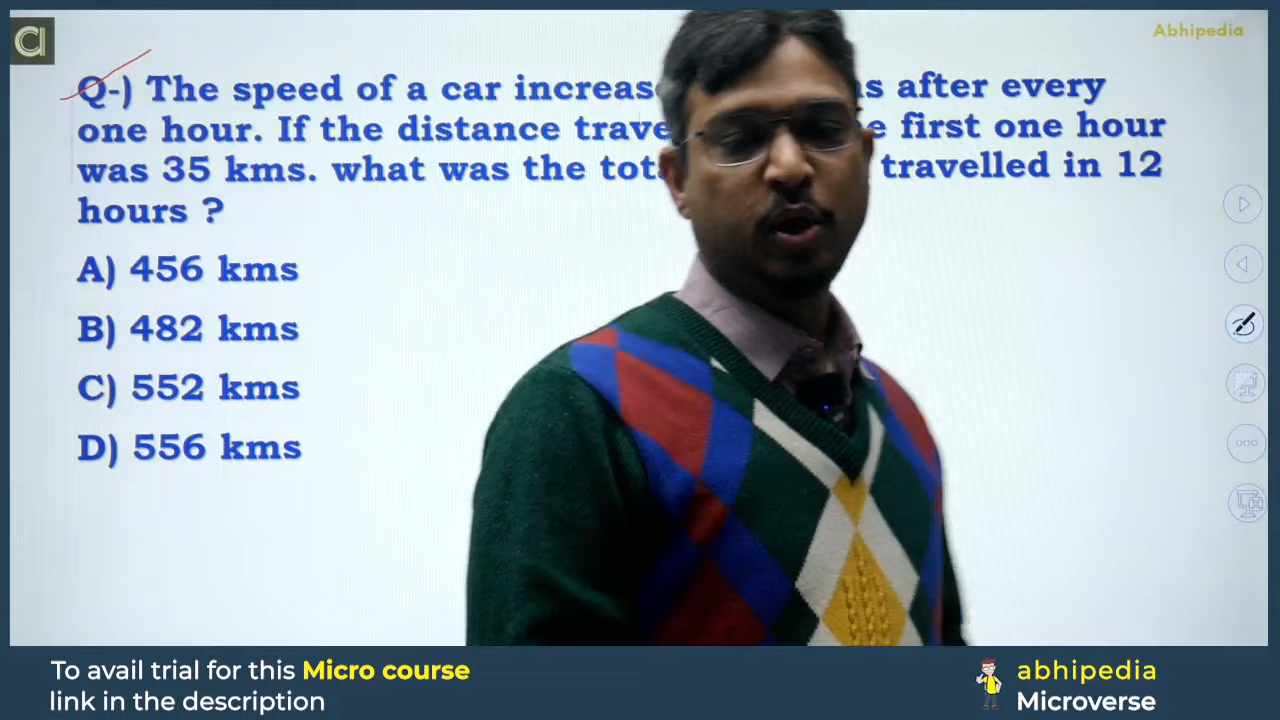 Abhipedia
Q-) The speed of a car increas s after every
one hour. If the distance trave e first one hour
was 35 kms. what was the tot travelled in 12
hours ?
A) 456 kms
B) 482 kms
C) 552 kms
D) 556 kms
To avail trial for this Micro course
link in the description
abhipedia
Microverse